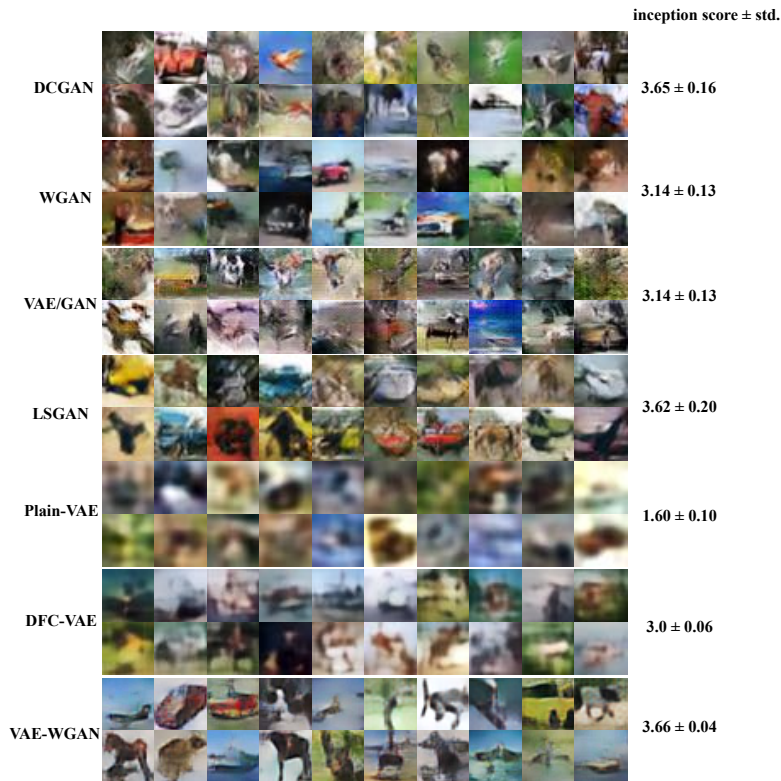 inception score ± std.
DCGAN 3.65 ± 0.16
WGAN 3.14 ± 0.13
VAE/GAN 3.14 ± 0.13
LSGAN 3.62 ± 0.20
Plain-VAE 1.60 ± 0.10
DFC-VAE 3.0 ± 0.06
VAE-WGAN 3.66 ± 0.04